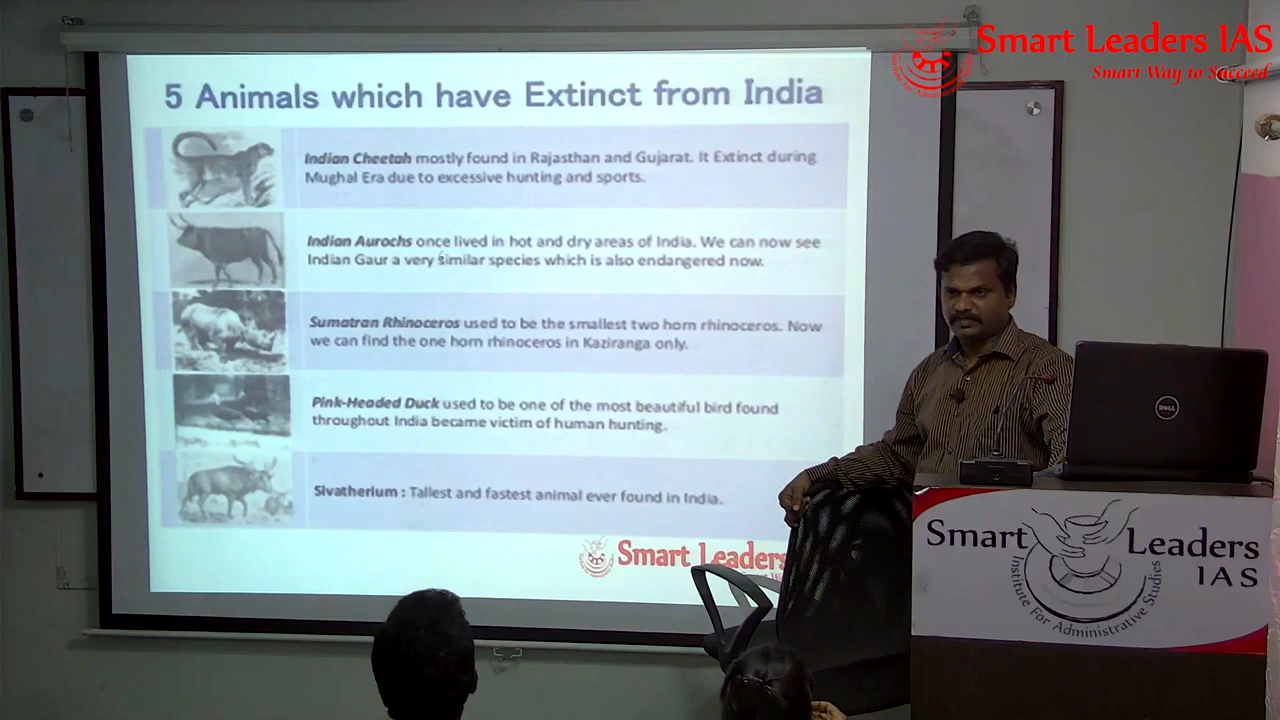 Smart Leaders IAS
Smart Way to Succeed
5 Animals which have Extinct from India
Indian Cheetah mostly found in Rajasthan and Gujarat. It Extinct during
Mughal Era due to excessive hunting and sports.
Indian Aurochs once lived in hot and dry areas of India. We can now see
Indian Gaur a very similar species which is also endangered now.
Sumatran Rhinoceros used to be the smallest two horn rhinoceros. Now
we can find the one horn rhinoceros in Kaziranga only.
Pink-Headed Duck used to be one of the most beautiful bird found
throughout India became victim of human hunting.
Sivatherium : Tallest and fastest animal ever found in India.
Smart Leaders
DELL
Smart Leaders
IAS
Institute For Administrative Studies